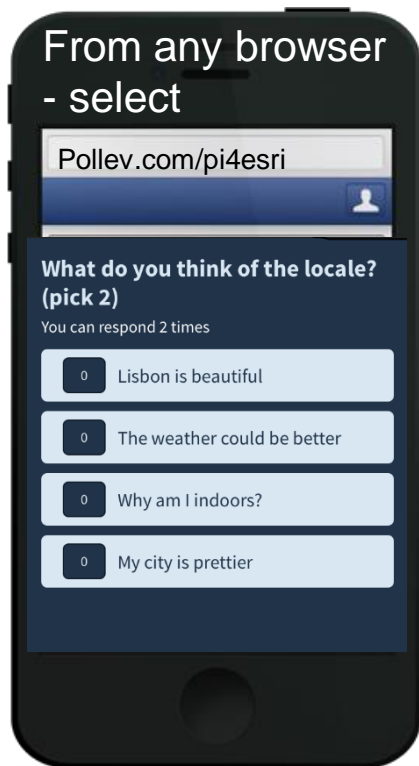 From any browser
- select
Pollev.com/pi4esri
What do you think of the locale?
(pick 2)
You can respond 2 times
0 Lisbon is beautiful
0 The weather could be better
0 Why am I indoors?
0 My city is prettier